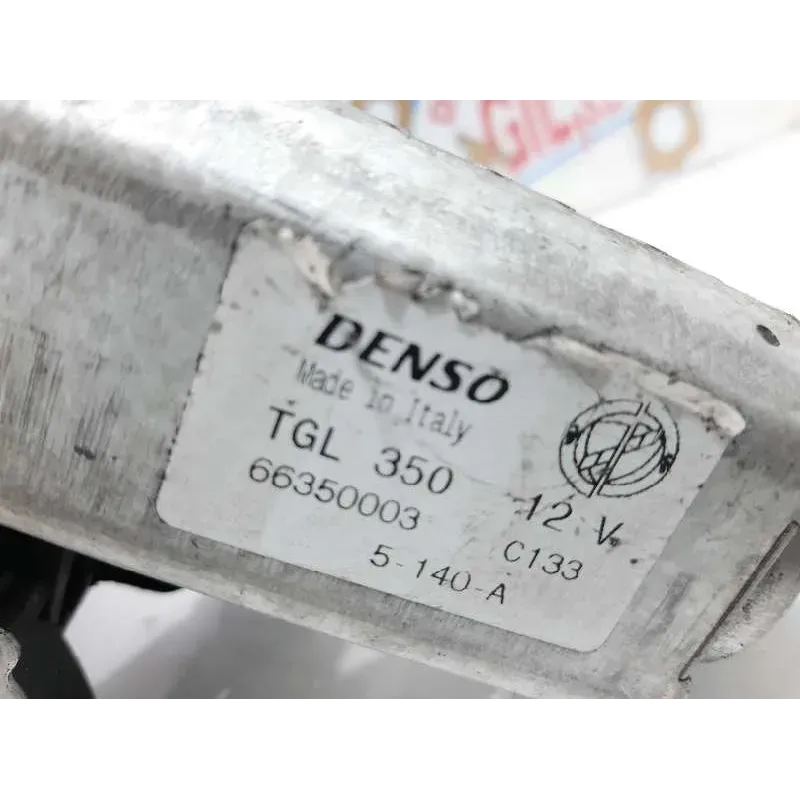 DENSO
Made in Italy
TGL 350
12 V
66350003
C133
5-140-A